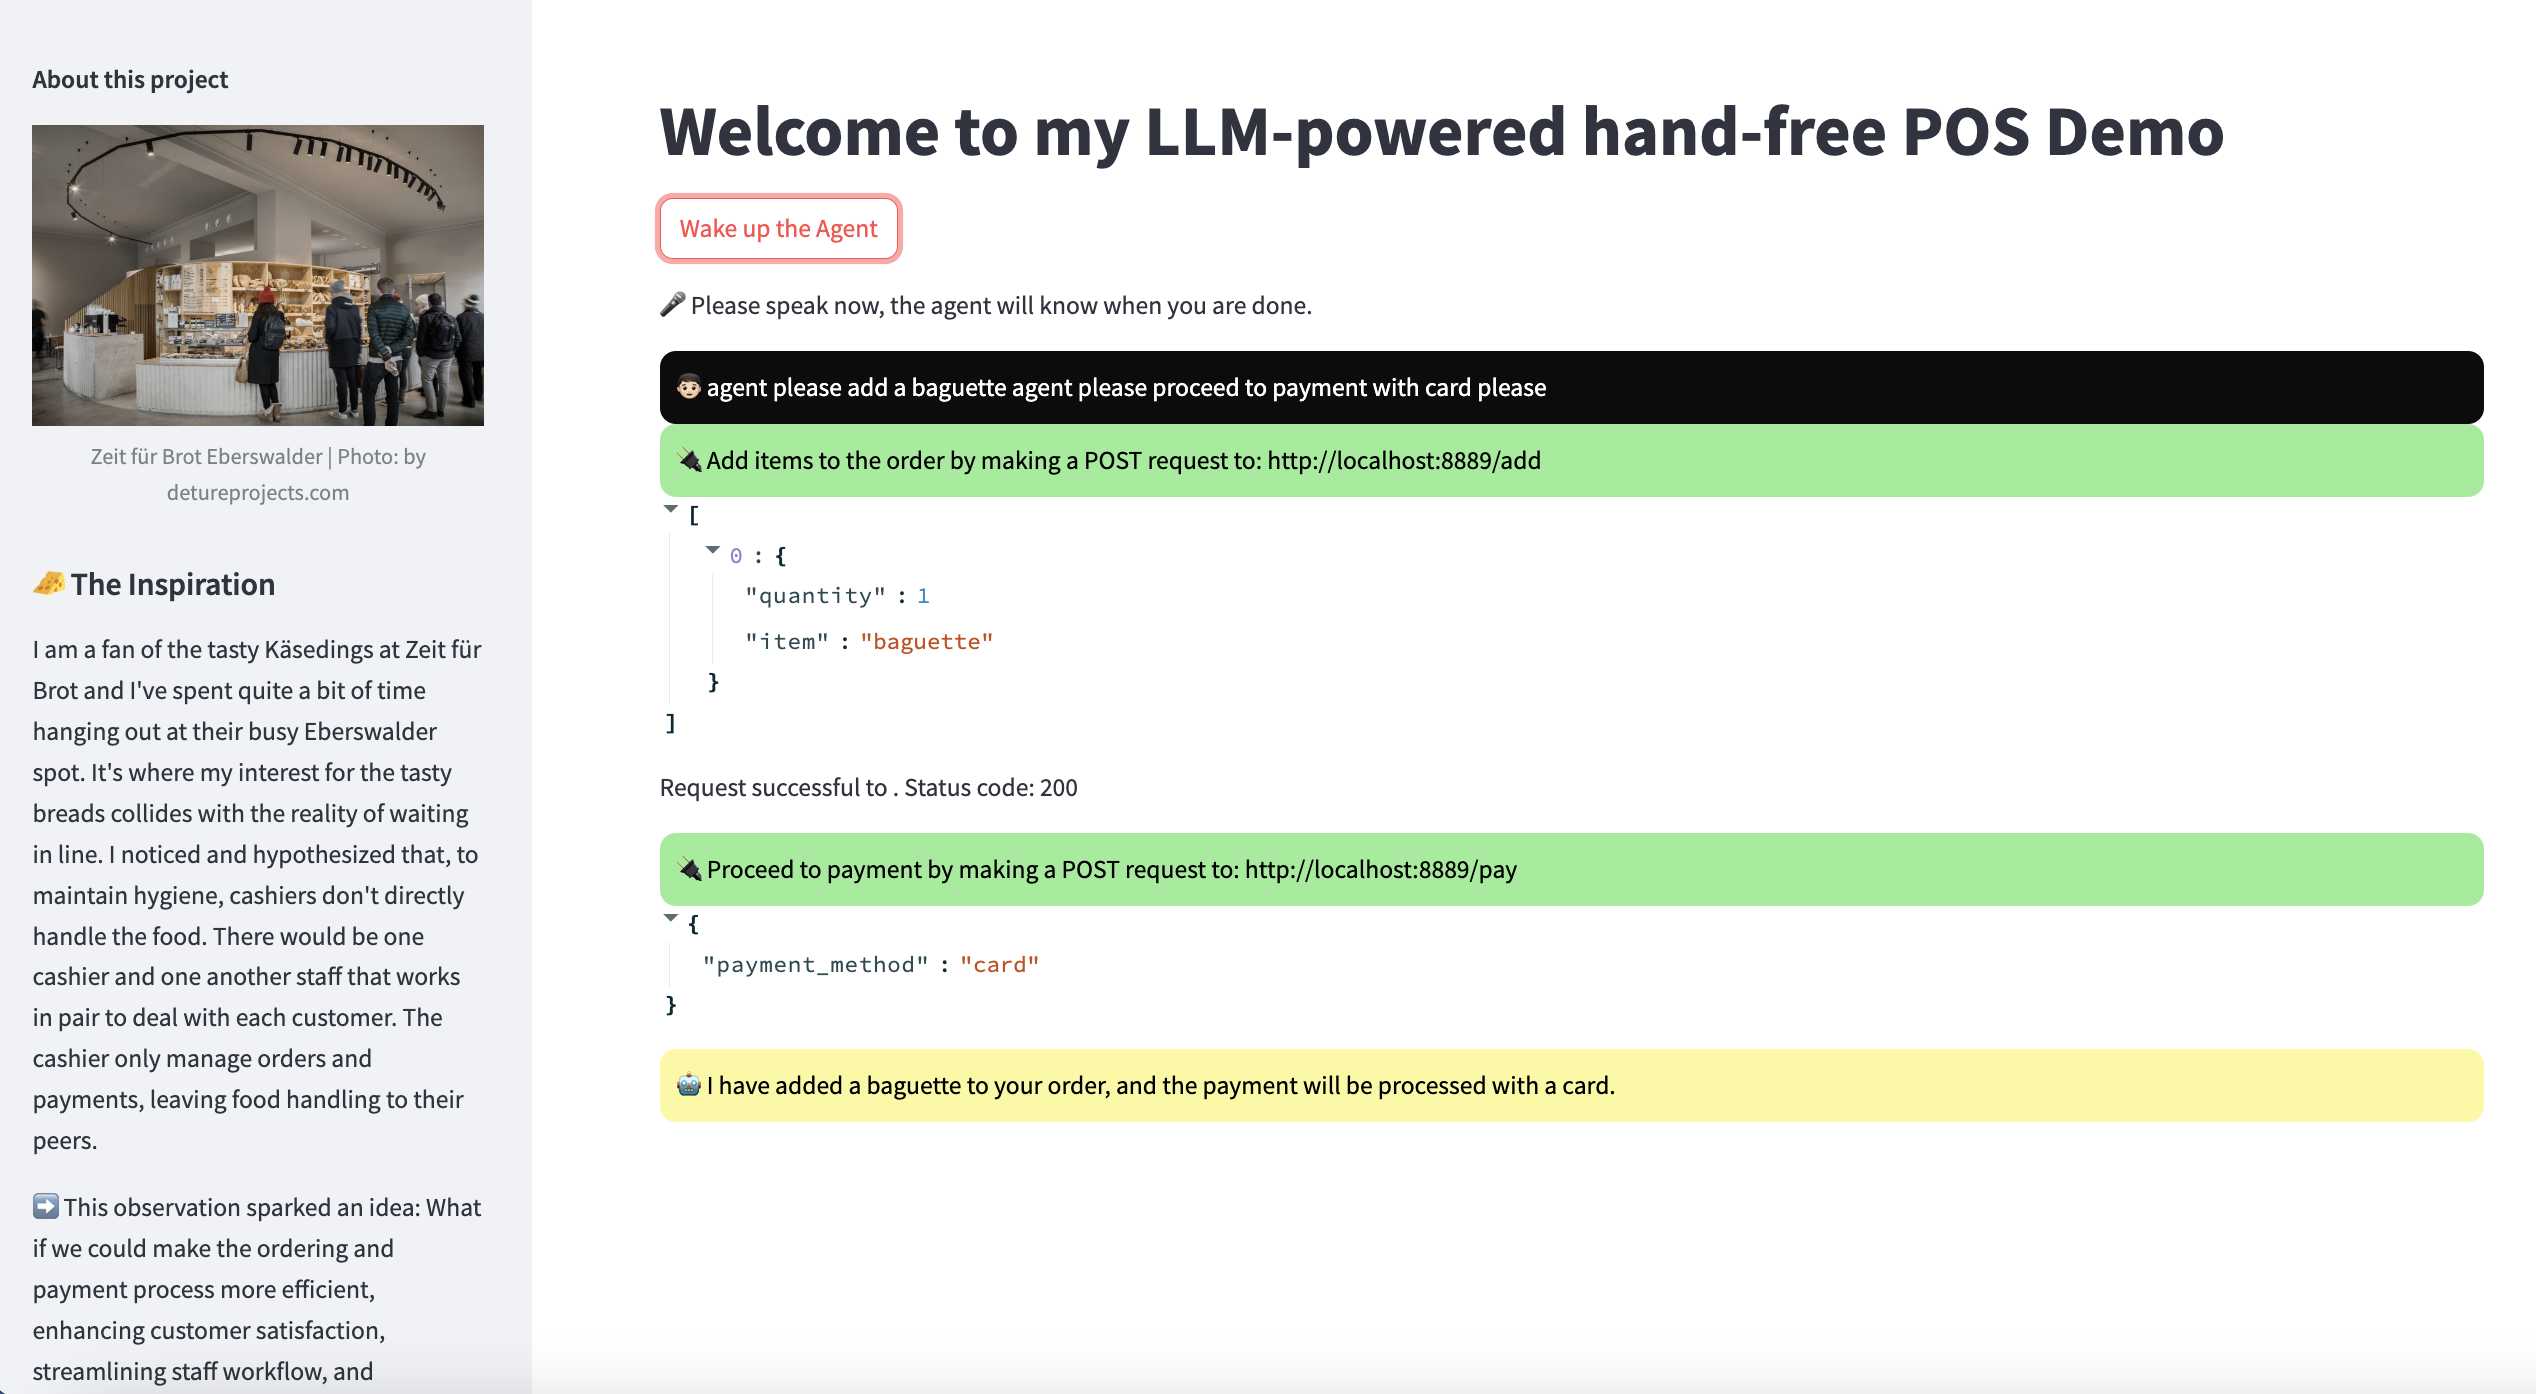 About this project
Zeit für Brot Eberswalder | Photo: by
detureprojects.com
🧀 The Inspiration
I am a fan of the tasty Käsedings at Zeit für
Brot and I've spent quite a bit of time
hanging out at their busy Eberswalder
spot. It's where my interest for the tasty
breads collides with the reality of waiting
in line. I noticed and hypothesized that, to
maintain hygiene, cashiers don't directly
handle the food. There would be one
cashier and one another staff that works
in pair to deal with each customer. The
cashier only manage orders and
payments, leaving food handling to their
peers.
➡️ This observation sparked an idea: What
if we could make the ordering and
payment process more efficient,
enhancing customer satisfaction,
streamlining staff workflow, and
Welcome to my LLM-powered hand-free POS Demo
Wake up the Agent
🎤 Please speak now, the agent will know when you are done.
👦🏻 agent please add a baguette agent please proceed to payment with card please
🔌 Add items to the order by making a POST request to: http://localhost:8889/add
[
0 : {
"quantity" : 1
"item" : "baguette"
}
]
Request successful to . Status code: 200
🔌 Proceed to payment by making a POST request to: http://localhost:8889/pay
{
"payment_method" : "card"
}
🤖 I have added a baguette to your order, and the payment will be processed with a card.